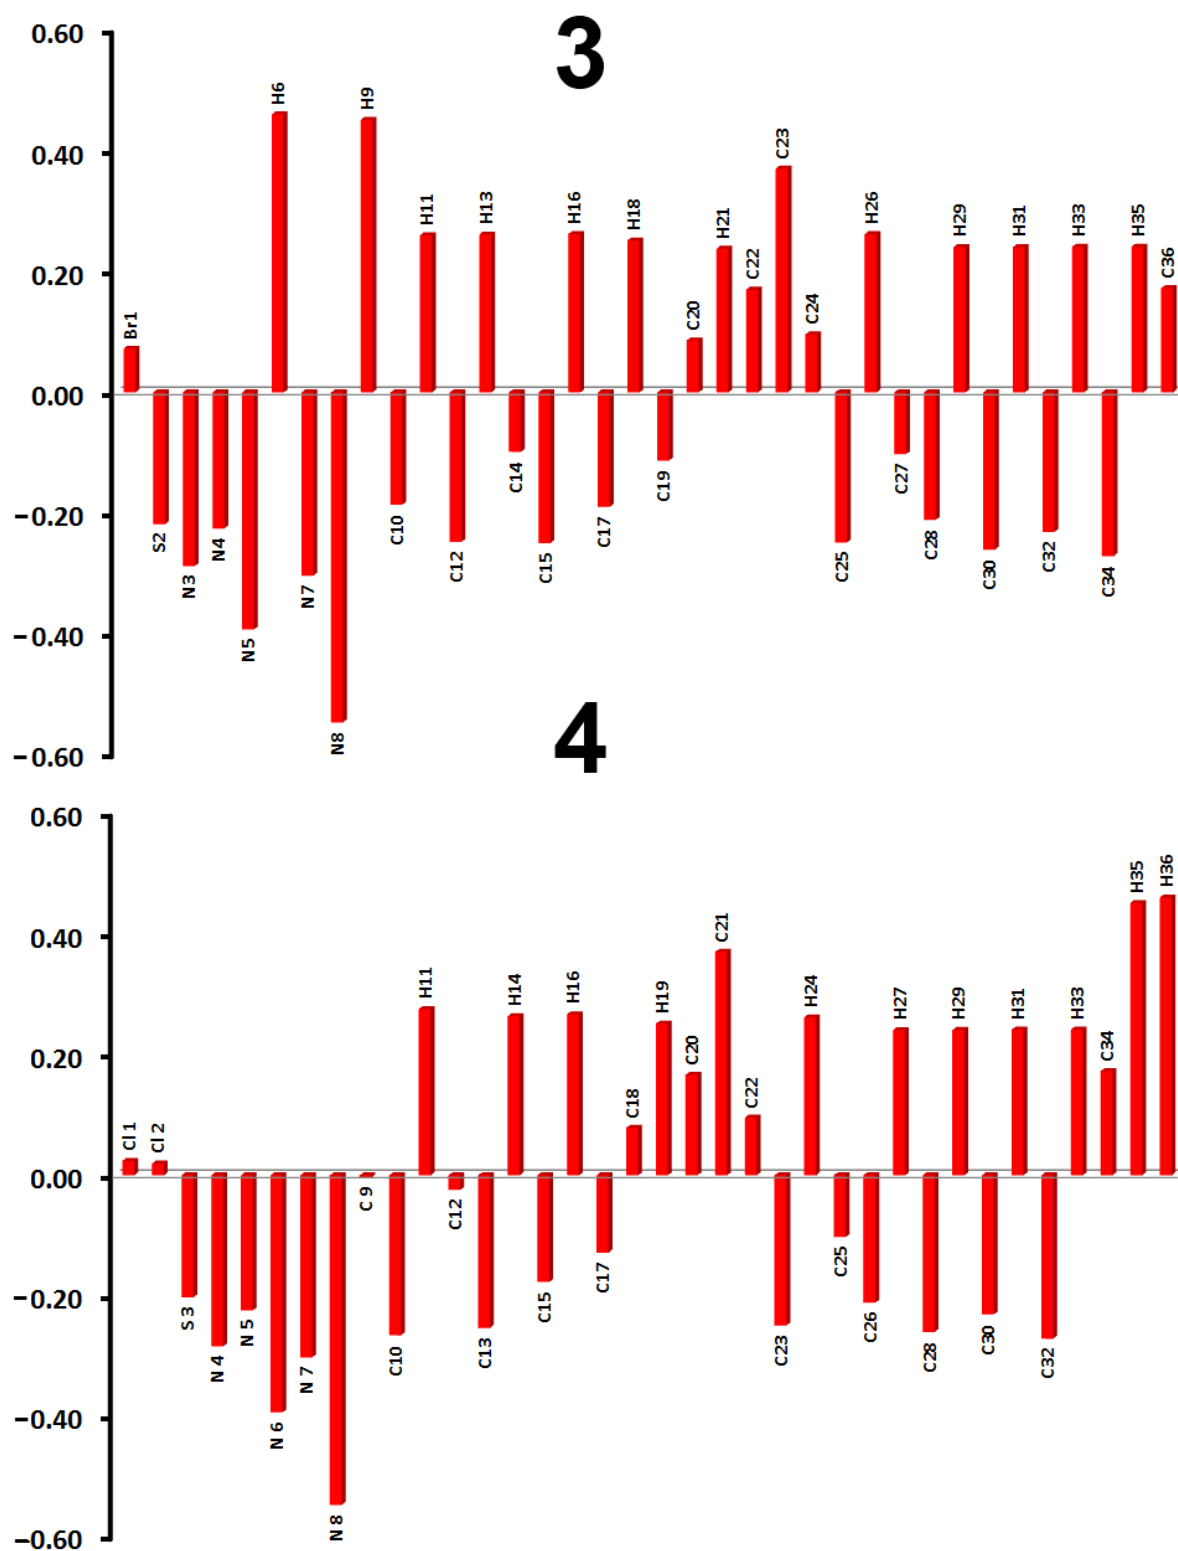 3
0.60
0.40
0.20
0.00
−0.20
−0.40
−0.60
Br1
S2
N3
N4
N5
H6
N7
N8
H9
C10
H11
C12
H13
C14
C15
H16
C17
H18
C19
C20
H21
C22
C23
C24
C25
H26
C27
C28
H29
C30
H31
C32
H33
C34
H35
C36
4
0.60
0.40
0.20
0.00
−0.20
−0.40
−0.60
Cl 1
Cl 2
S 3
N 4
N 5
N 6
N 7
N 8
C 9
C10
H11
C12
C13
H14
C15
H16
C17
C18
H19
C20
C21
C22
C23
H24
C25
C26
H27
C28
H29
C30
H31
C32
H33
C34
H35
H36